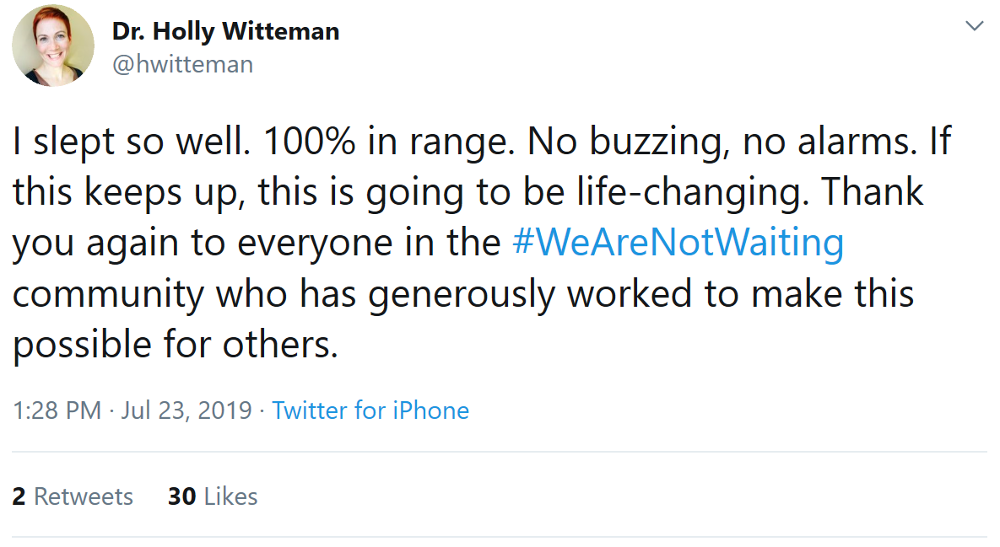 Dr. Holly Witteman
@hwitteman
I slept so well. 100% in range. No buzzing, no alarms. If
this keeps up, this is going to be life-changing. Thank
you again to everyone in the #WeAreNotWaiting
community who has generously worked to make this
possible for others.
1:28 PM · Jul 23, 2019 · Twitter for iPhone
2 Retweets 30 Likes